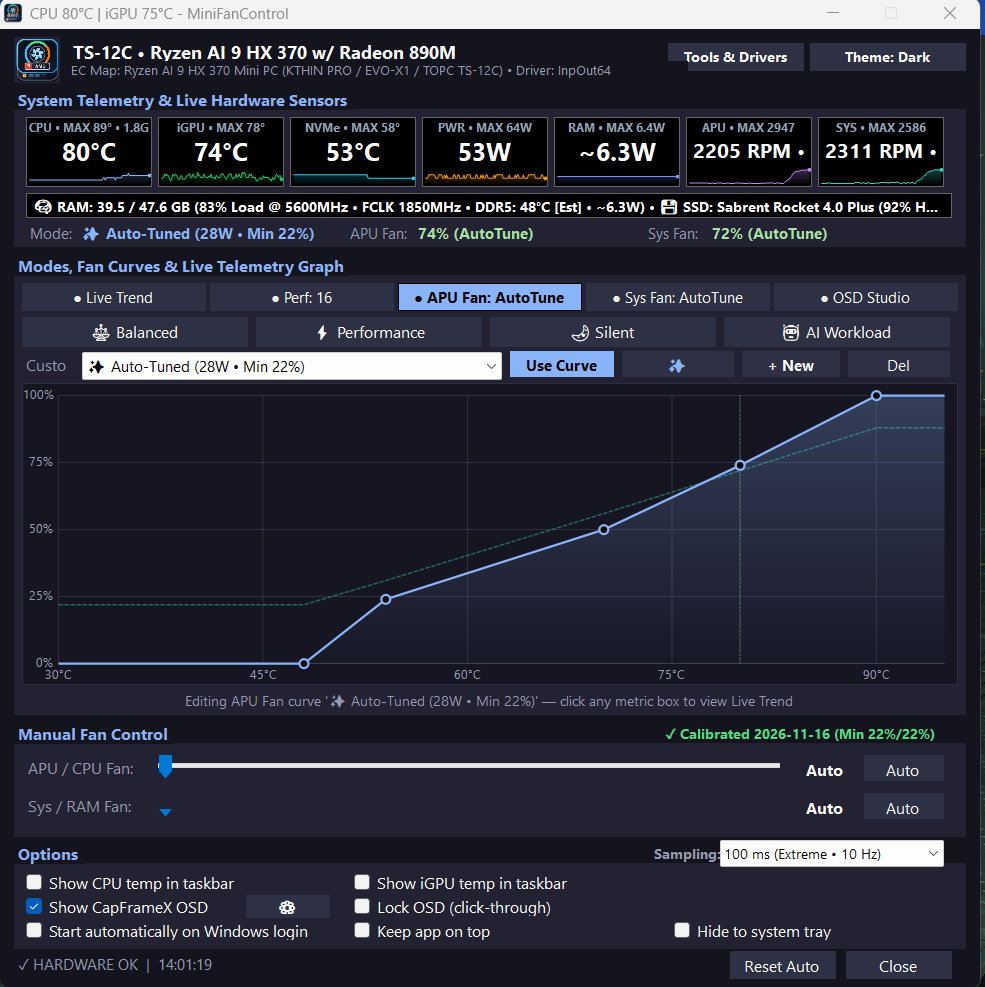 CPU 80°C | iGPU 75°C - MiniFanControl
TS-12C • Ryzen AI 9 HX 370 w/ Radeon 890M
EC Map: Ryzen AI 9 HX 370 Mini PC (KTHIN PRO / EVO-X1 / TOPC TS-12C) • Driver: InpOut64
Tools & Drivers
Theme: Dark
System Telemetry & Live Hardware Sensors
CPU • MAX 89° • 1.8G
80°C
iGPU • MAX 78°
74°C
NVMe • MAX 58°
53°C
PWR • MAX 64W
53W
RAM • MAX 6.4W
~6.3W
APU • MAX 2947
2205 RPM •
SYS • MAX 2586
2311 RPM •
RAM: 39.5 / 47.6 GB (83% Load @ 5600MHz • FCLK 1850MHz • DDR5: 48°C [Est] • ~6.3W) • SSD: Sabrent Rocket 4.0 Plus (92% H...
Mode: Auto-Tuned (28W • Min 22%) APU Fan: 74% (AutoTune) Sys Fan: 72% (AutoTune)
Modes, Fan Curves & Live Telemetry Graph
● Live Trend
● Perf: 16
● APU Fan: AutoTune
● Sys Fan: AutoTune
● OSD Studio
Balanced
Performance
Silent
AI Workload
Custo
Auto-Tuned (28W • Min 22%)
Use Curve
+ New
Del
100%
75%
50%
25%
0%
30°C 45°C 60°C 75°C 90°C
Editing APU Fan curve '✨ Auto-Tuned (28W • Min 22%)' — click any metric box to view Live Trend
Manual Fan Control
✓ Calibrated 2026-11-16 (Min 22%/22%)
APU / CPU Fan: Auto Auto
Sys / RAM Fan: Auto Auto
Options
Sampling: 100 ms (Extreme • 10 Hz)
Show CPU temp in taskbar
Show iGPU temp in taskbar
Show CapFrameX OSD
Lock OSD (click-through)
Start automatically on Windows login
Keep app on top
Hide to system tray
✓ HARDWARE OK | 14:01:19
Reset Auto
Close